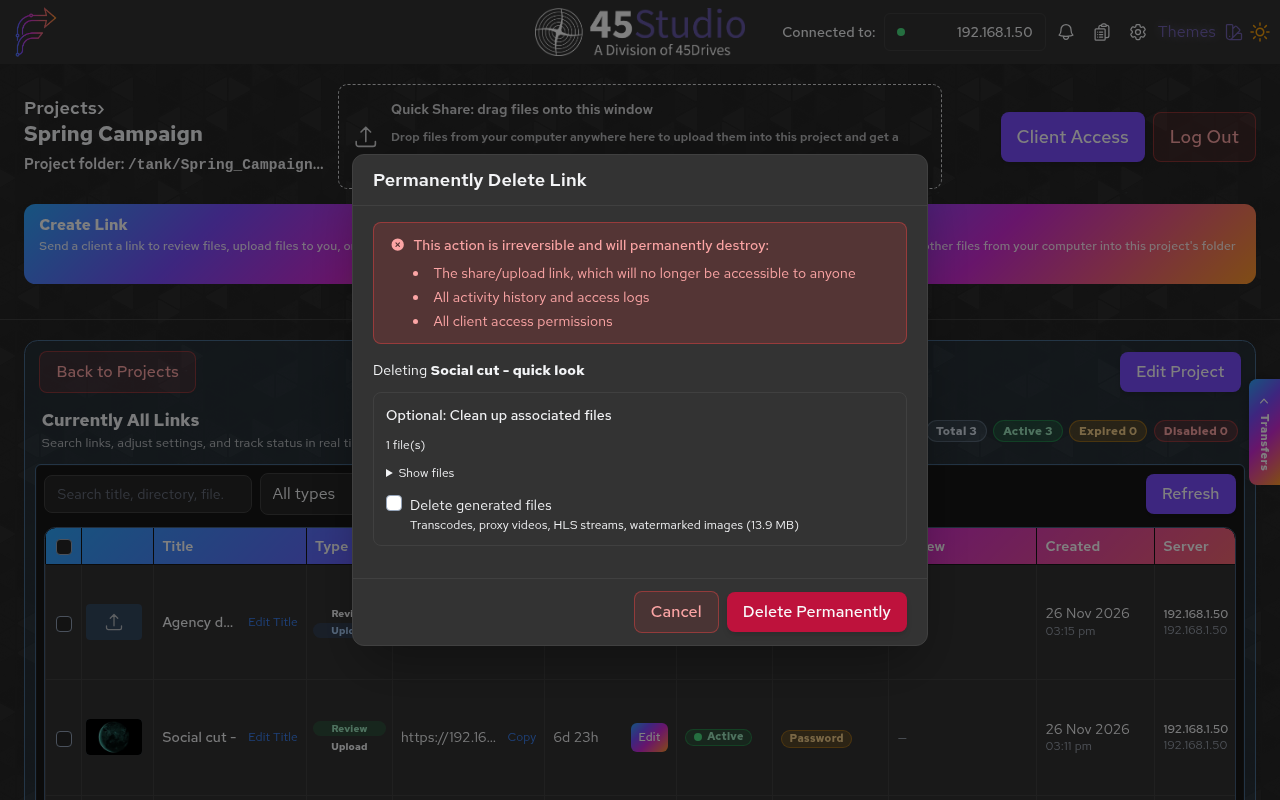 45Studio
A Division of 45Drives
Connected to:
192.168.1.50
Themes
Projects›
Spring Campaign
Project folder: /tank/Spring_Campaign…
Quick Share: drag files onto this window
Drop files from your computer anywhere here to upload them into this project and get a
Client Access
Log Out
Create Link
Send a client a link to review files, upload files to you, o
ther files from your computer into this project's folder
Permanently Delete Link
This action is irreversible and will permanently destroy:
• The share/upload link, which will no longer be accessible to anyone
• All activity history and access logs
• All client access permissions
Deleting Social cut - quick look
Optional: Clean up associated files
1 file(s)
Show files
Delete generated files
Transcodes, proxy videos, HLS streams, watermarked images (13.9 MB)
Cancel
Delete Permanently
Back to Projects
Edit Project
Currently All Links
Search links, adjust settings, and track status in real ti
Total 3
Active 3
Expired 0
Disabled 0
Transfers
Search title, directory, file.
All types
Refresh
Title
Type
ew
Created
Server
Agency d…
Edit Title
Revi
Uplo
26 Nov 2026
03:15 pm
192.168.1.50
192.168.1.50
Social cut -
Edit Title
Review
Upload
https://192.16…
Copy
6d 23h
Edit
Active
Password
—
26 Nov 2026
03:11 pm
192.168.1.50
192.168.1.50